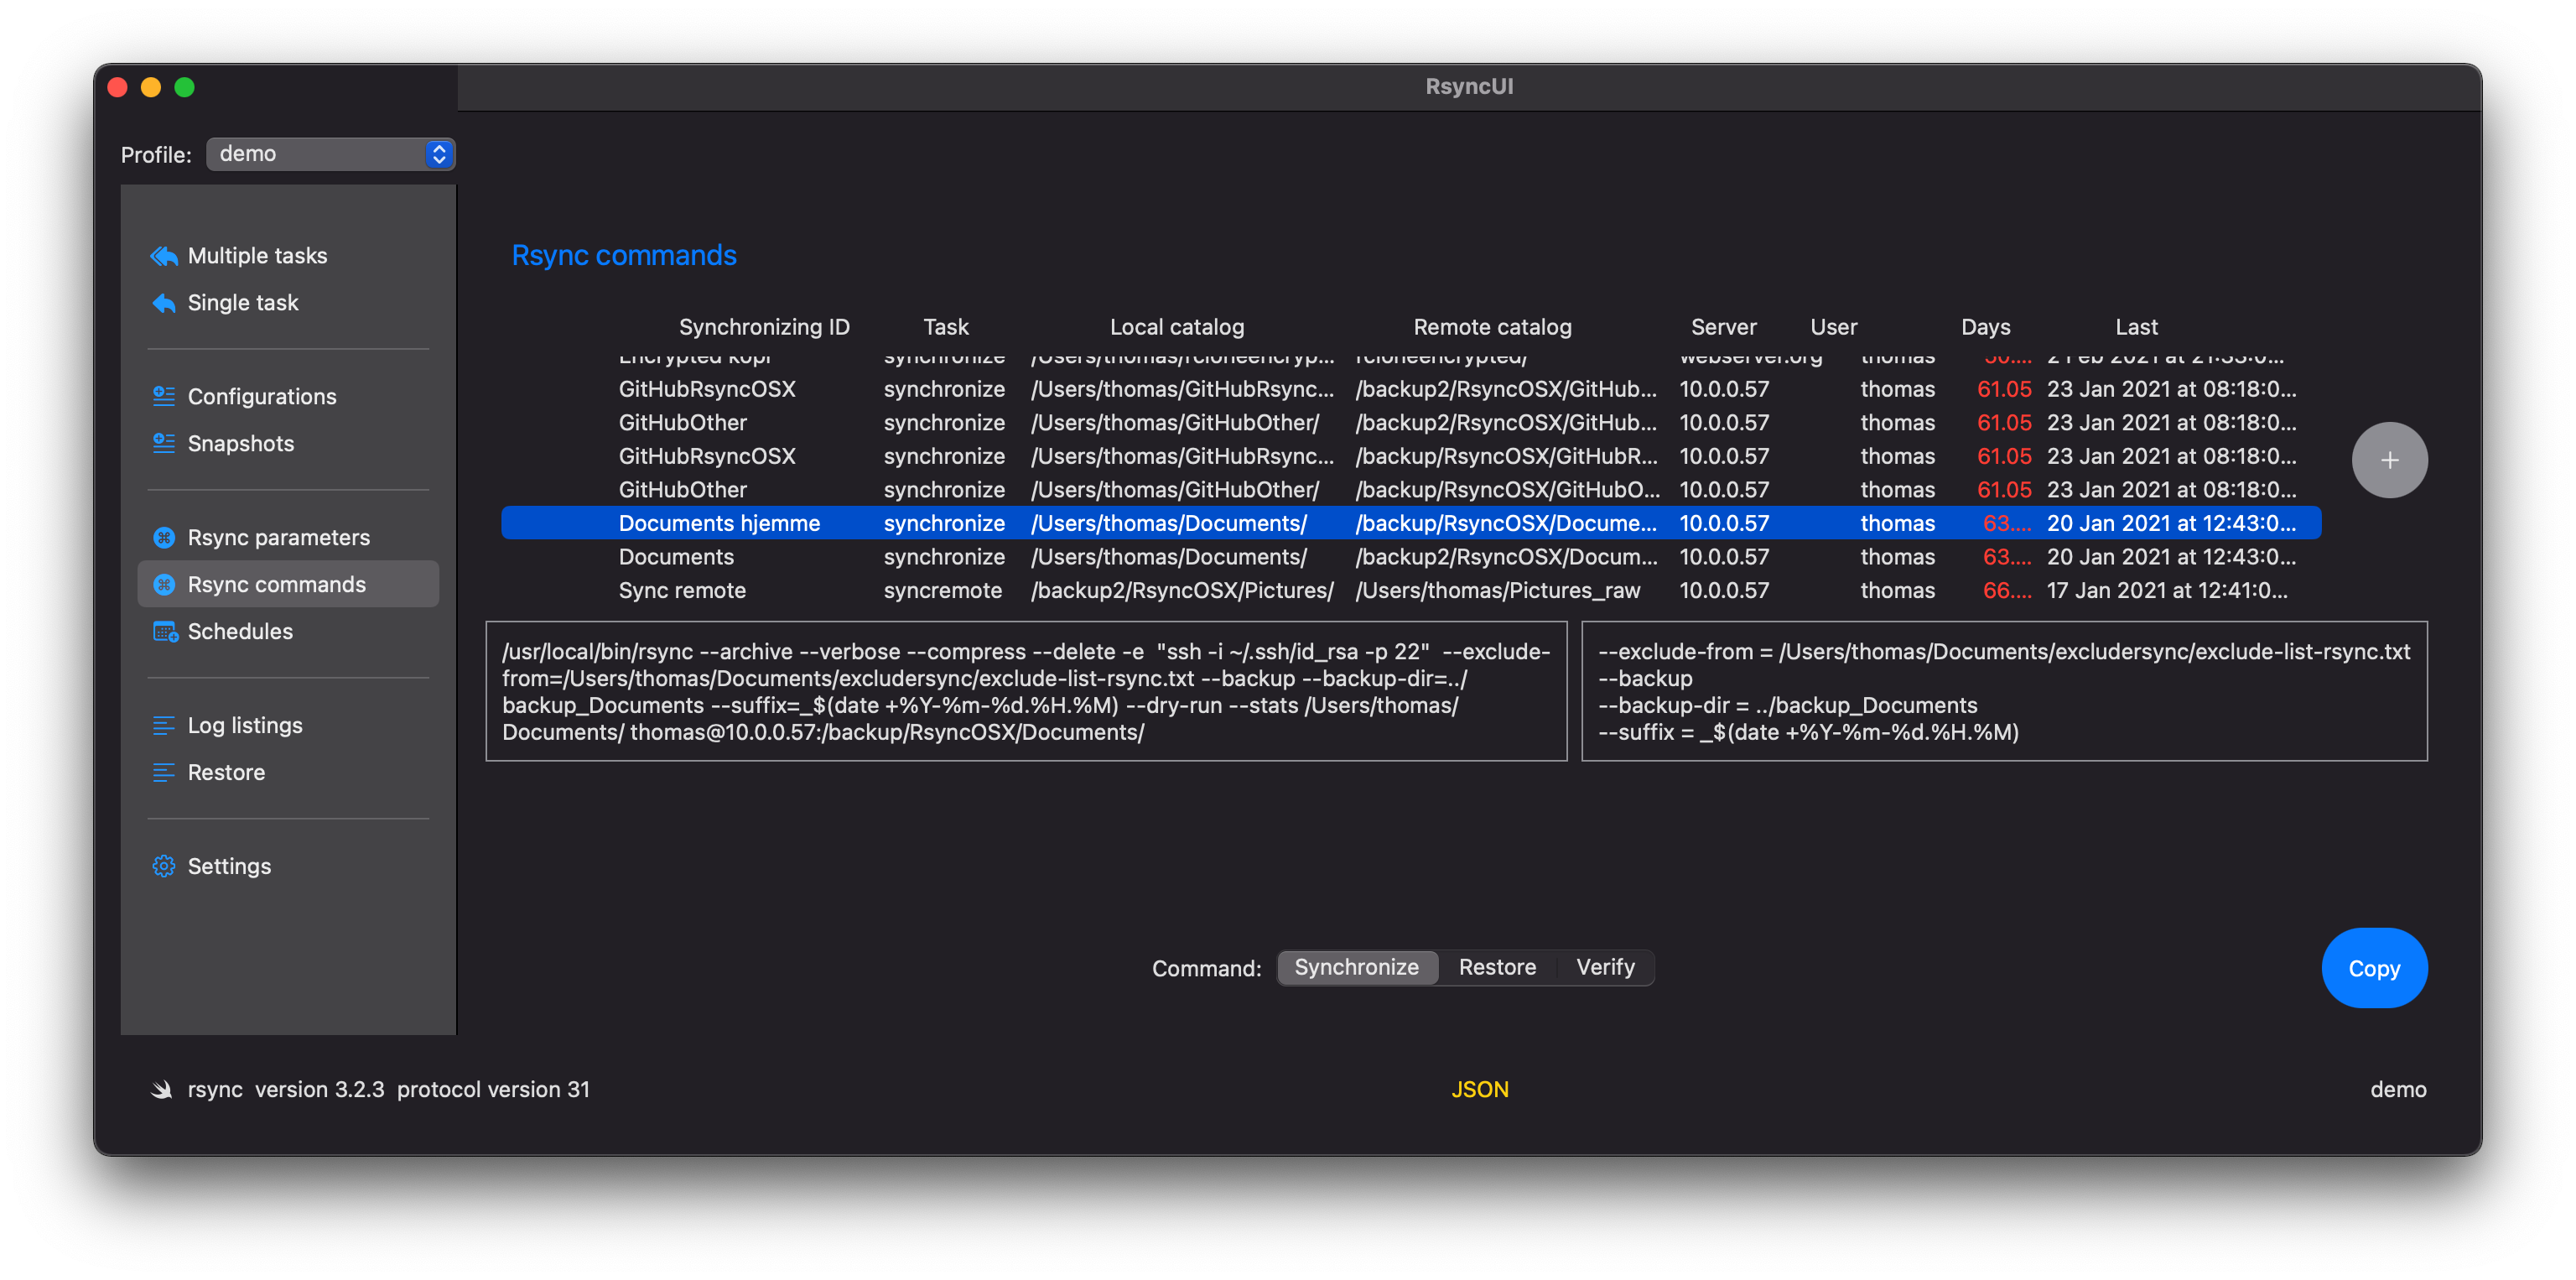 RsyncUI
Profile: demo
Multiple tasks
Single task
Configurations
Snapshots
Rsync parameters
Rsync commands
Schedules
Log listings
Restore
Settings
Rsync commands
Synchronizing ID Task Local catalog Remote catalog Server User Days Last
Encrypted kopi synchronize /Users/thomas/rcloneencryp... rcloneencrypted/ webserver.org thomas 21:33:0...
GitHubRsyncOSX synchronize /Users/thomas/GitHubRsync... /backup2/RsyncOSX/GitHub... 10.0.0.57 thomas 61.05 23 Jan 2021 at 08:18:0...
GitHubOther synchronize /Users/thomas/GitHubOther/ /backup2/RsyncOSX/GitHub... 10.0.0.57 thomas 61.05 23 Jan 2021 at 08:18:0...
GitHubRsyncOSX synchronize /Users/thomas/GitHubRsync... /backup/RsyncOSX/GitHubR... 10.0.0.57 thomas 61.05 23 Jan 2021 at 08:18:0...
GitHubOther synchronize /Users/thomas/GitHubOther/ /backup/RsyncOSX/GitHubO... 10.0.0.57 thomas 61.05 23 Jan 2021 at 08:18:0...
Documents hjemme synchronize /Users/thomas/Documents/ /backup/RsyncOSX/Docume... 10.0.0.57 thomas 63.... 20 Jan 2021 at 12:43:0...
Documents synchronize /Users/thomas/Documents/ /backup2/RsyncOSX/Docum... 10.0.0.57 thomas 63.... 20 Jan 2021 at 12:43:0...
Sync remote syncremote /backup2/RsyncOSX/Pictures/ /Users/thomas/Pictures_raw 10.0.0.57 thomas 66.... 17 Jan 2021 at 12:41:0...
+
/usr/local/bin/rsync --archive --verbose --compress --delete -e "ssh -i ~/.ssh/id_rsa -p 22" --exclude-
from=/Users/thomas/Documents/excludersync/exclude-list-rsync.txt --backup --backup-dir=../
backup_Documents --suffix=_$(date +%Y-%m-%d.%H.%M) --dry-run --stats /Users/thomas/
Documents/ thomas@10.0.0.57:/backup/RsyncOSX/Documents/
--exclude-from = /Users/thomas/Documents/excludersync/exclude-list-rsync.txt
--backup
--backup-dir = ../backup_Documents
--suffix = _$(date +%Y-%m-%d.%H.%M)
Command: Synchronize Restore Verify
Copy
rsync version 3.2.3 protocol version 31
JSON
demo